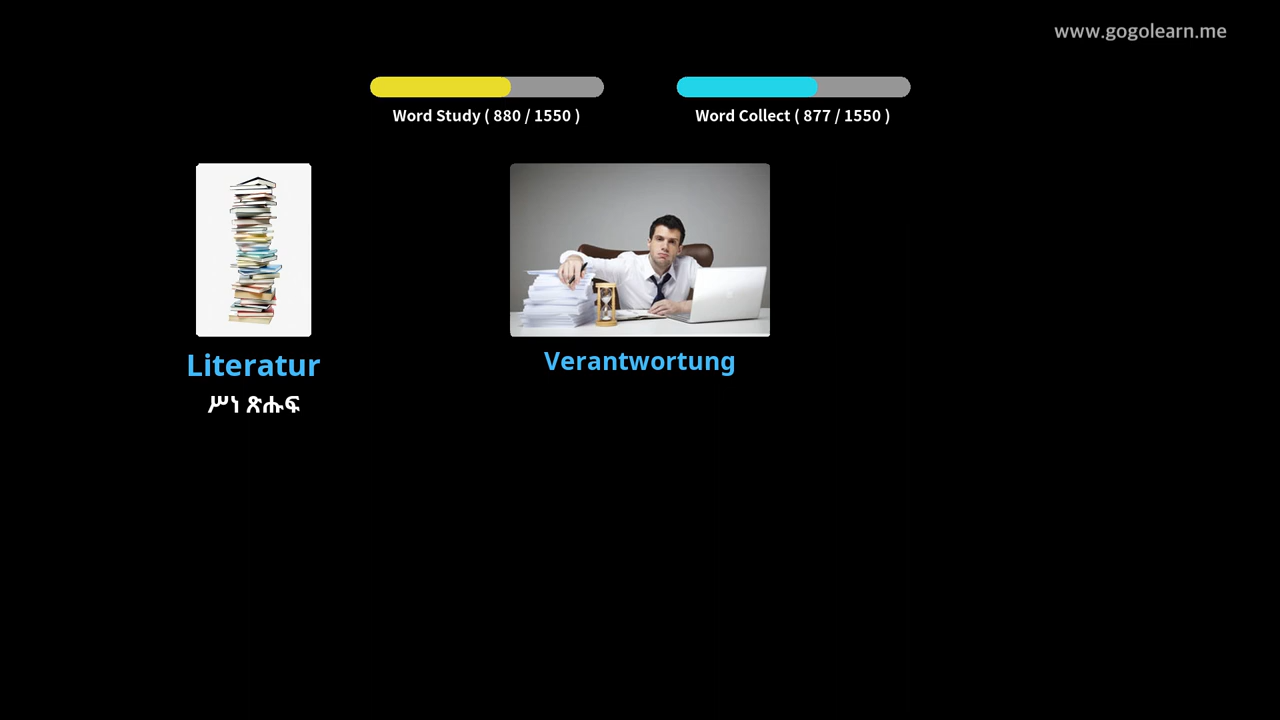 www.gogolearn.me
Word Study ( 880 / 1550 )
Word Collect ( 877 / 1550 )
Literatur
ሥነ ጽሑፍ
Verantwortung